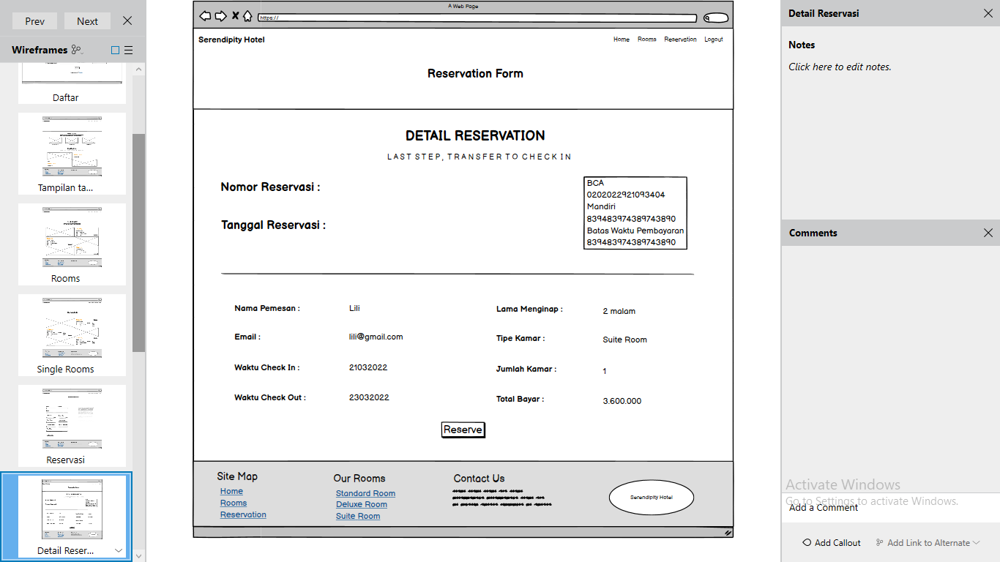 Prev Next
Wireframes
Daftar
Tampilan ta...
Rooms
Single Rooms
Reservasi
Detail Reser...
A Web Page
https://
Serendipity Hotel
Home Rooms Reservation Logout
Reservation Form
DETAIL RESERVATION
LAST STEP, TRANSFER TO CHECK IN
Nomor Reservasi :
Tanggal Reservasi :
BCA
0202022921093404
Mandiri
839483974389743890
Batas Waktu Pembayaran
839483974389743890
Nama Pemesan : Lili
Email : lili@gmail.com
Waktu Check In : 21032022
Waktu Check Out : 23032022
Lama Menginap : 2 malam
Tipe Kamar : Suite Room
Jumlah Kamar : 1
Total Bayar : 3.600.000
Reserve
Site Map
Home
Rooms
Reservation
Our Rooms
Standard Room
Deluxe Room
Suite Room
Contact Us
Serendipity Hotel
Detail Reservasi
Notes
Click here to edit notes.
Comments
Activate Windows
Go to Settings to activate Windows.
Add a Comment
Add Callout Add Link to Alternate